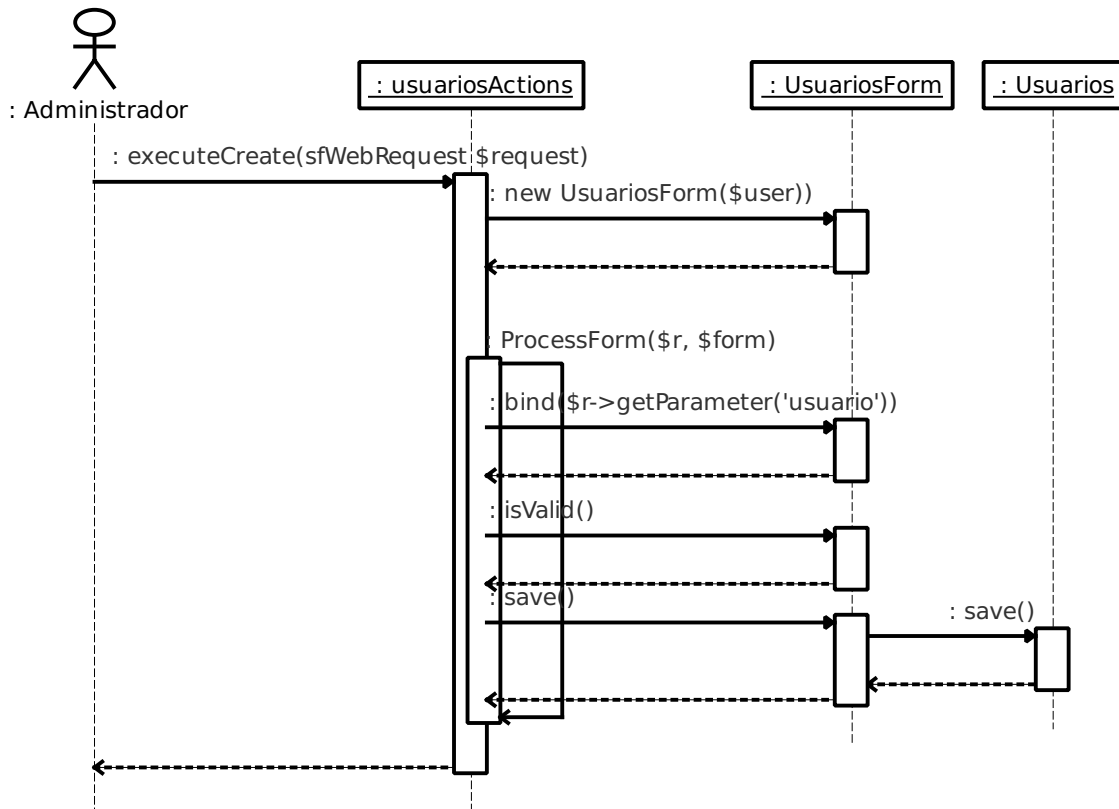 : Administrador
: usuariosActions
: UsuariosForm
: Usuarios
: executeCreate(sfWebRequest $request)
: new UsuariosForm($user))
: ProcessForm($r, $form)
: bind($r->getParameter('usuario'))
: isValid()
: save()
: save()